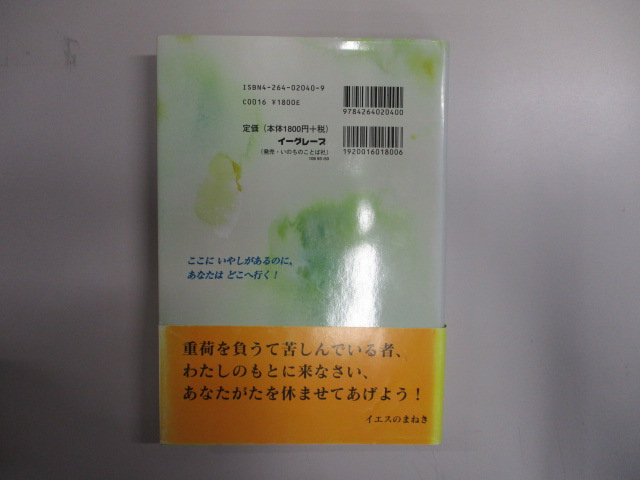 ISBN4-264-02040-9
C0016 ¥1800E
9784264020400
定価(本体1800円+税)
イーグレープ
(発売・いのちのことば社)
1920016018006
ここに いやしがあるのに、
あなたは どこへ行く!
重荷を負うて苦しんでいる者、
わたしのもとに来なさい、
あなたがたを休ませてあげよう!
イエスのまねき